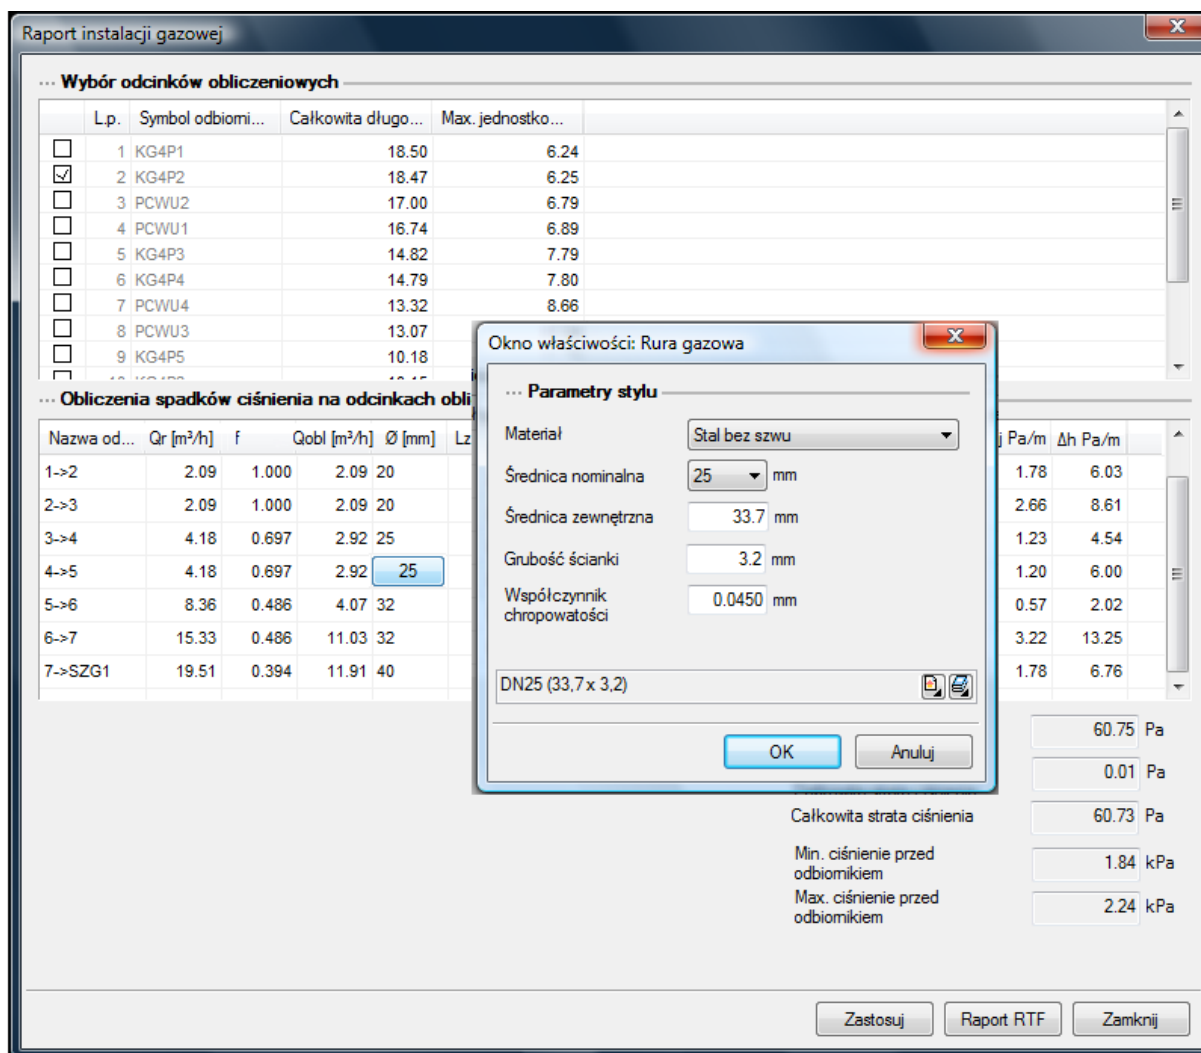 Raport instalacji gazowej
Wybór odcinków obliczeniowych
L.p. Symbol odbiorni... Całkowita długo... Max. jednostko...
1 KG4P1 18.50 6.24
2 KG4P2 18.47 6.25
3 PCWU2 17.00 6.79
4 PCWU1 16.74 6.89
5 KG4P3 14.82 7.79
6 KG4P4 14.79 7.80
7 PCWU4 13.32 8.66
8 PCWU3 13.07
9 KG4P5 10.18
Obliczenia spadków ciśnienia na odcinkach obli
Nazwa od... Qr [m³/h] f Qobl [m³/h] Ø [mm] Lz j Pa/m Δh Pa/m
1->2 2.09 1.000 2.09 20 1.78 6.03
2->3 2.09 1.000 2.09 20 2.66 8.61
3->4 4.18 0.697 2.92 25 1.23 4.54
4->5 4.18 0.697 2.92 25 1.20 6.00
5->6 8.36 0.486 4.07 32 0.57 2.02
6->7 15.33 0.486 11.03 32 3.22 13.25
7->SZG1 19.51 0.394 11.91 40 1.78 6.76
Okno właściwości: Rura gazowa
Parametry stylu
Materiał Stal bez szwu
Średnica nominalna 25 mm
Średnica zewnętrzna 33.7 mm
Grubość ścianki 3.2 mm
Współczynnik
chropowatości 0.0450 mm
DN25 (33,7 x 3,2)
OK Anuluj
60.75 Pa
0.01 Pa
Całkowita strata ciśnienia 60.73 Pa
Min. ciśnienie przed
odbiornikiem 1.84 kPa
Max. ciśnienie przed
odbiornikiem 2.24 kPa
Zastosuj Raport RTF Zamknij